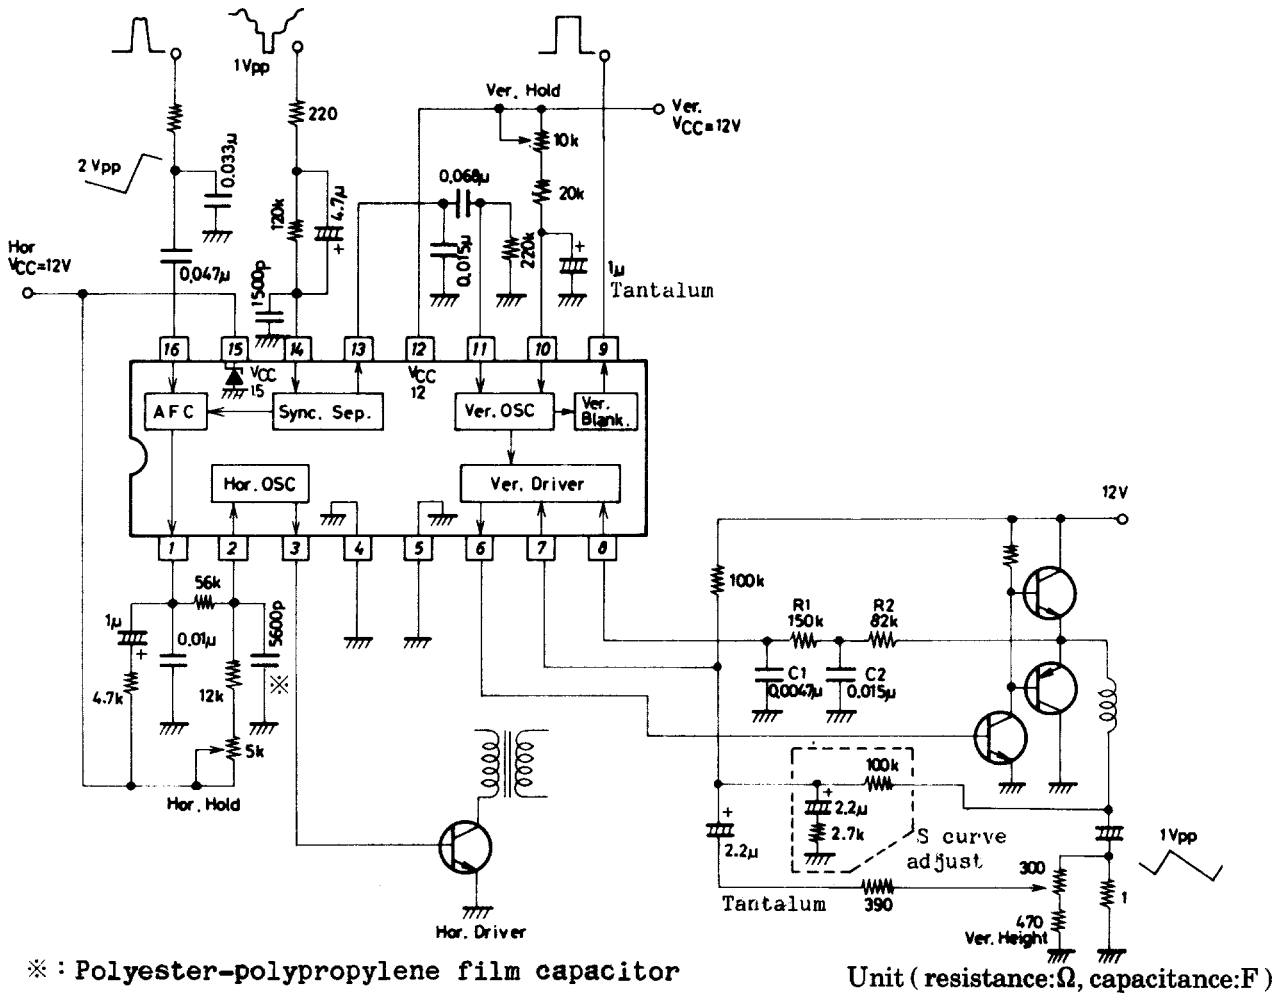 1Vpp
220
Ver. Hold
Ver.
VCC=12V
10k
2 Vpp
0.033μ
0.068μ
20k
120k
4.7μ
+
0.015μ
220k
+
1μ
Tantalum
Hor
VCC=12V
0.047μ
1500p
16 15 14 13 12 11 10 9
VCC
15
VCC
12
AFC
Sync. Sep.
Ver. OSC
Ver.
Blank.
Hor. OSC
Ver. Driver
1 2 3 4 5 6 7 8
12V
56k
100k
R1
150k
R2
82k
1μ
+
0.01μ
5600p
※
4.7k
12k
C1
0.0047μ
C2
0.015μ
5k
Hor. Hold
100k
+
2.2μ
2.7k
+
2.2μ
S curve
adjust
1Vpp
300
1
Tantalum
390
470
Ver. Height
Hor. Driver
※ : Polyester-polypropylene film capacitor
Unit ( resistance:Ω, capacitance:F )